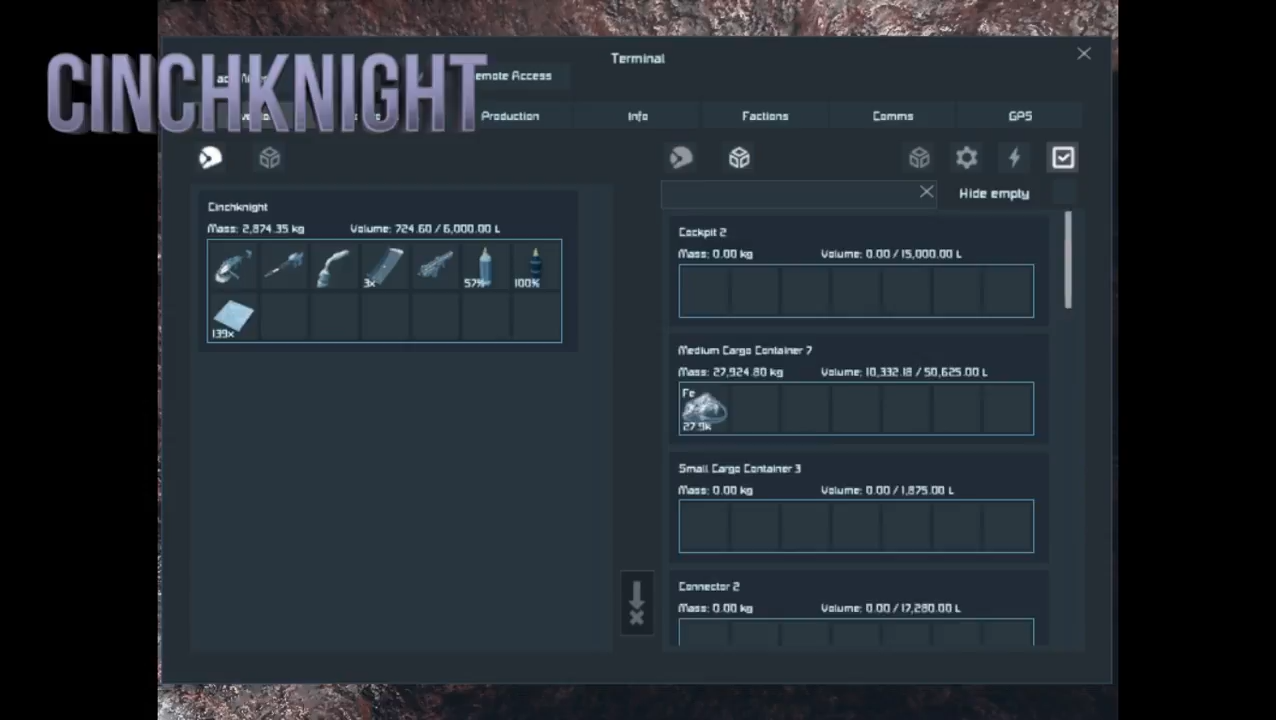 CINCHKNIGHT
Terminal
emote Access
Production
Info
Factions
Comms
GPS
Hide empty
Cinchknight
Mass: 2,874.35 kg
Volume: 724.60 / 6,000.00 L
3x
57%
100%
139x
Cockpit 2
Mass: 0.00 kg
Volume: 0.00 / 15,000.00 L
Medium Cargo Container 7
Mass: 27,924.80 kg
Volume: 10,332.18 / 50,625.00 L
Fe
27.9k
Small Cargo Container 3
Mass: 0.00 kg
Volume: 0.00 / 1,875.00 L
Connector 2
Mass: 0.00 kg
Volume: 0.00 / 17,280.00 L